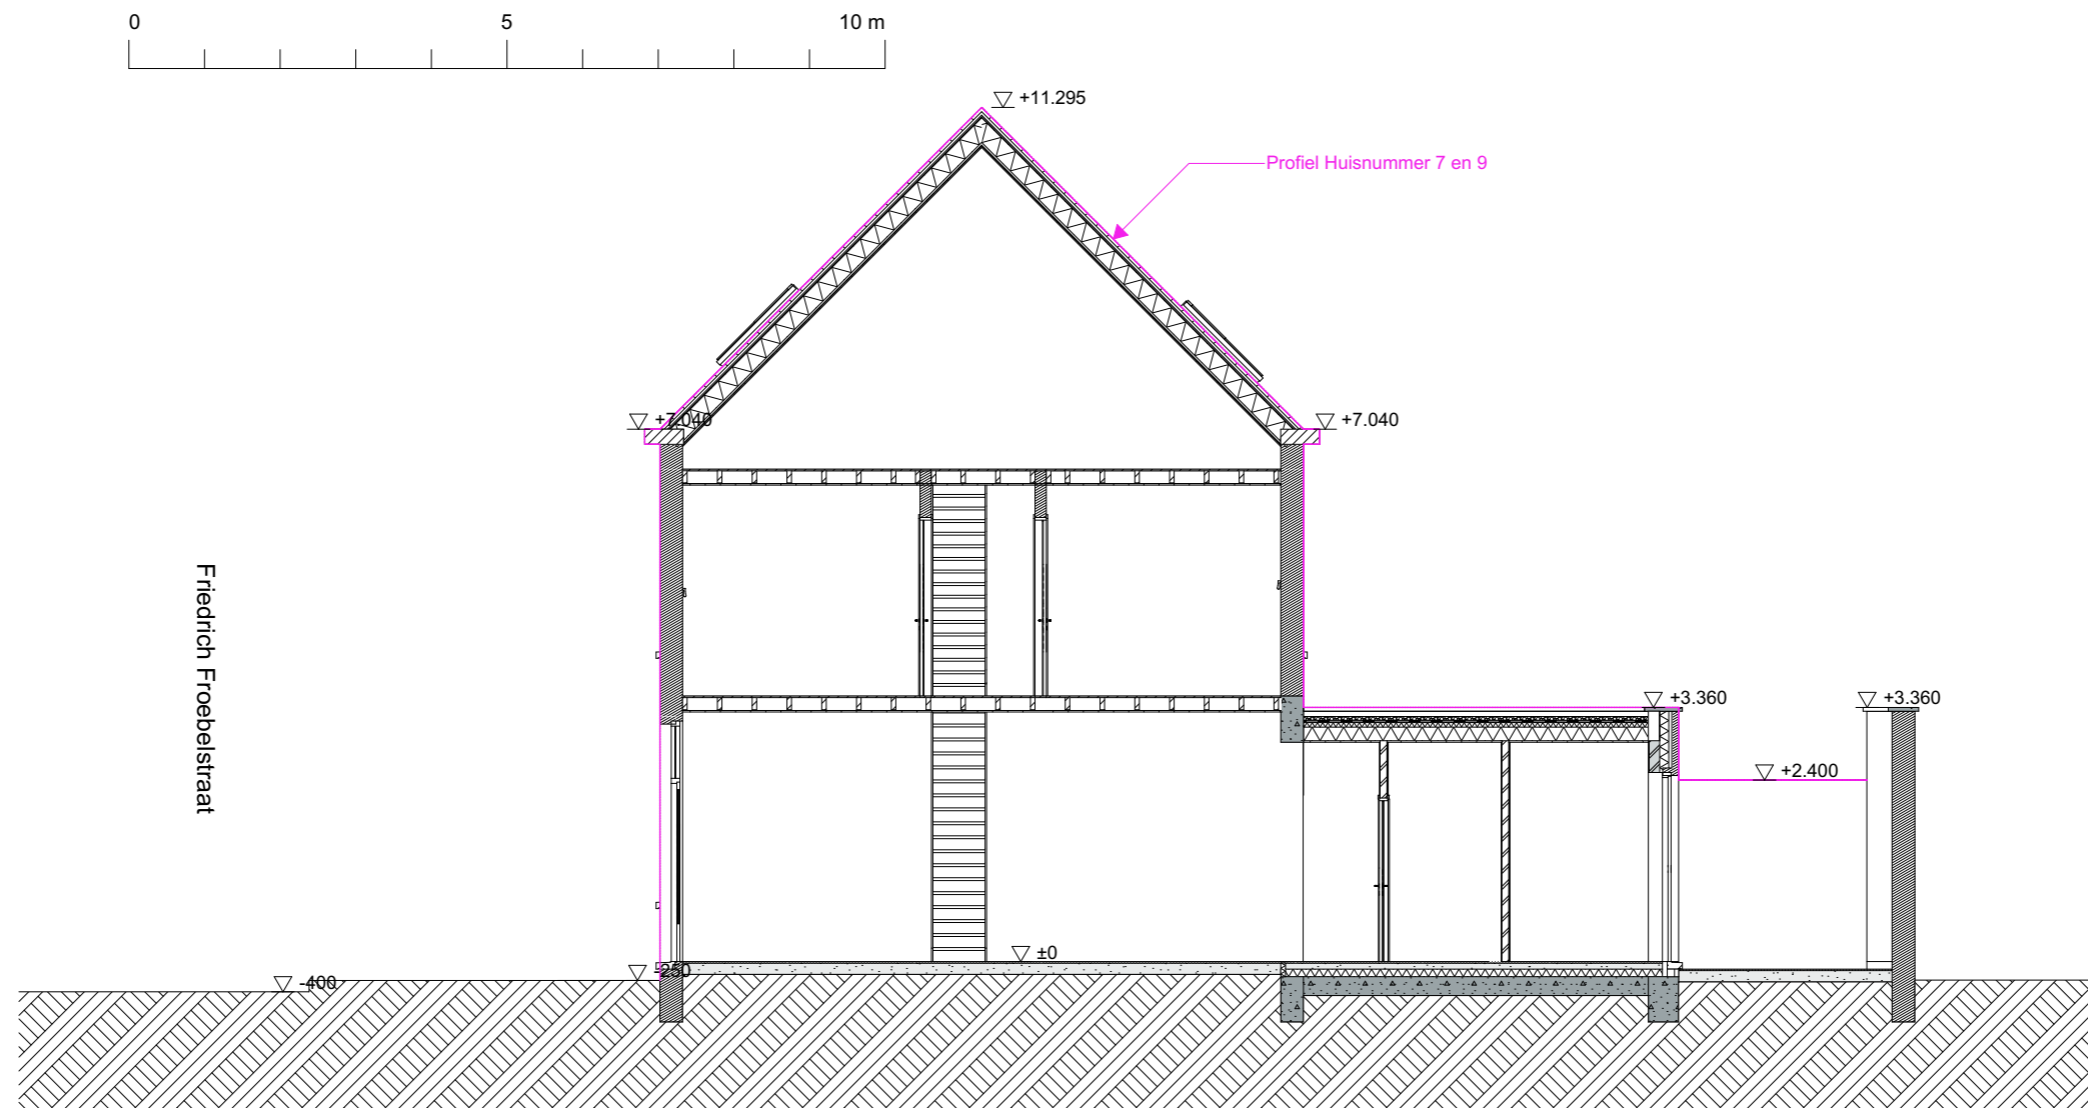 0 5 10 m
+11.295
Profiel Huisnummer 7 en 9
+7.040 +7.040
Friedrich Froebelstraat
+3.360 +3.360
+2.400
±0
-250
-400